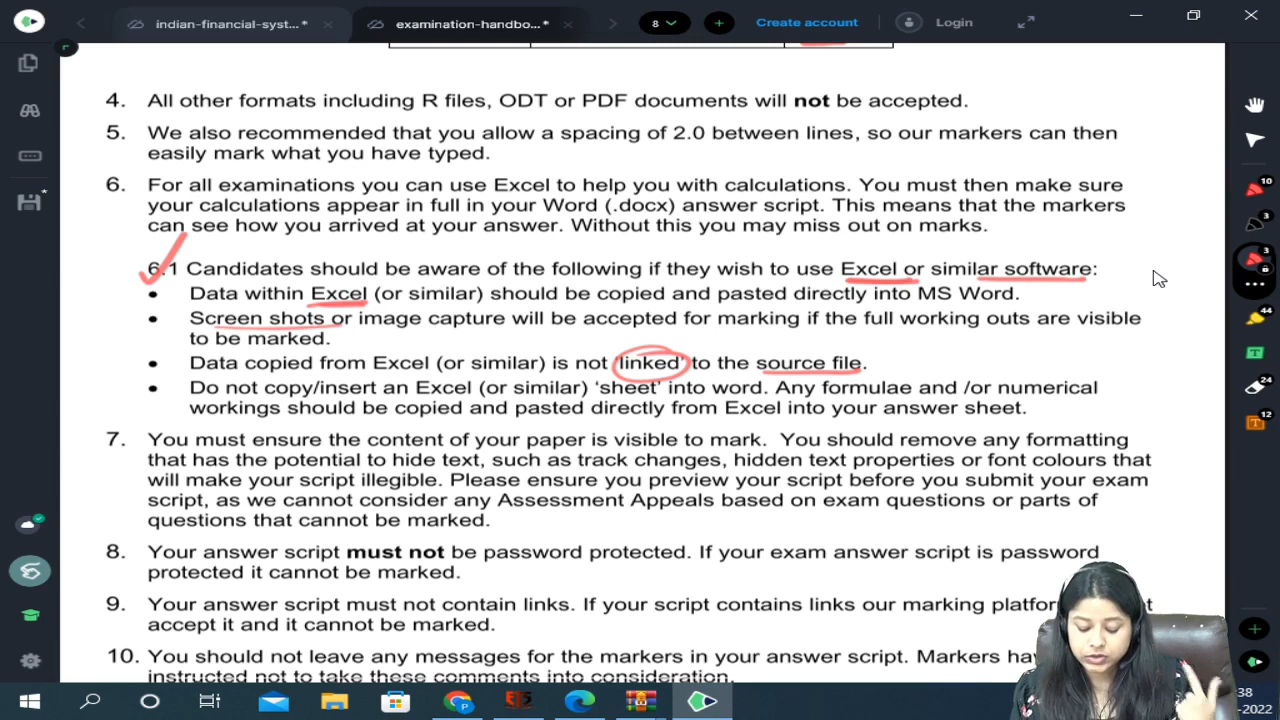 indian-financial-syst... *
examination-handbo... *
8
Create account
Login
4. All other formats including R files, ODT or PDF documents will not be accepted.
5. We also recommended that you allow a spacing of 2.0 between lines, so our markers can then
easily mark what you have typed.
6. For all examinations you can use Excel to help you with calculations. You must then make sure
your calculations appear in full in your Word (.docx) answer script. This means that the markers
can see how you arrived at your answer. Without this you may miss out on marks.
6.1 Candidates should be aware of the following if they wish to use Excel or similar software:
• Data within Excel (or similar) should be copied and pasted directly into MS Word.
• Screen shots or image capture will be accepted for marking if the full working outs are visible
to be marked.
• Data copied from Excel (or similar) is not 'linked' to the source file.
• Do not copy/insert an Excel (or similar) ‘sheet’ into word. Any formulae and /or numerical
workings should be copied and pasted directly from Excel into your answer sheet.
7. You must ensure the content of your paper is visible to mark. You should remove any formatting
that has the potential to hide text, such as track changes, hidden text properties or font colours that
will make your script illegible. Please ensure you preview your script before you submit your exam
script, as we cannot consider any Assessment Appeals based on exam questions or parts of
questions that cannot be marked.
8. Your answer script must not be password protected. If your exam answer script is password
protected it cannot be marked.
9. Your answer script must not contain links. If your script contains links our marking
accept it and it cannot be marked.
10. You should not leave any messages for the markers in your answer script. Markers
instructed not to take these comments into consideration.
10
3
3
44
24
12
38
-2022